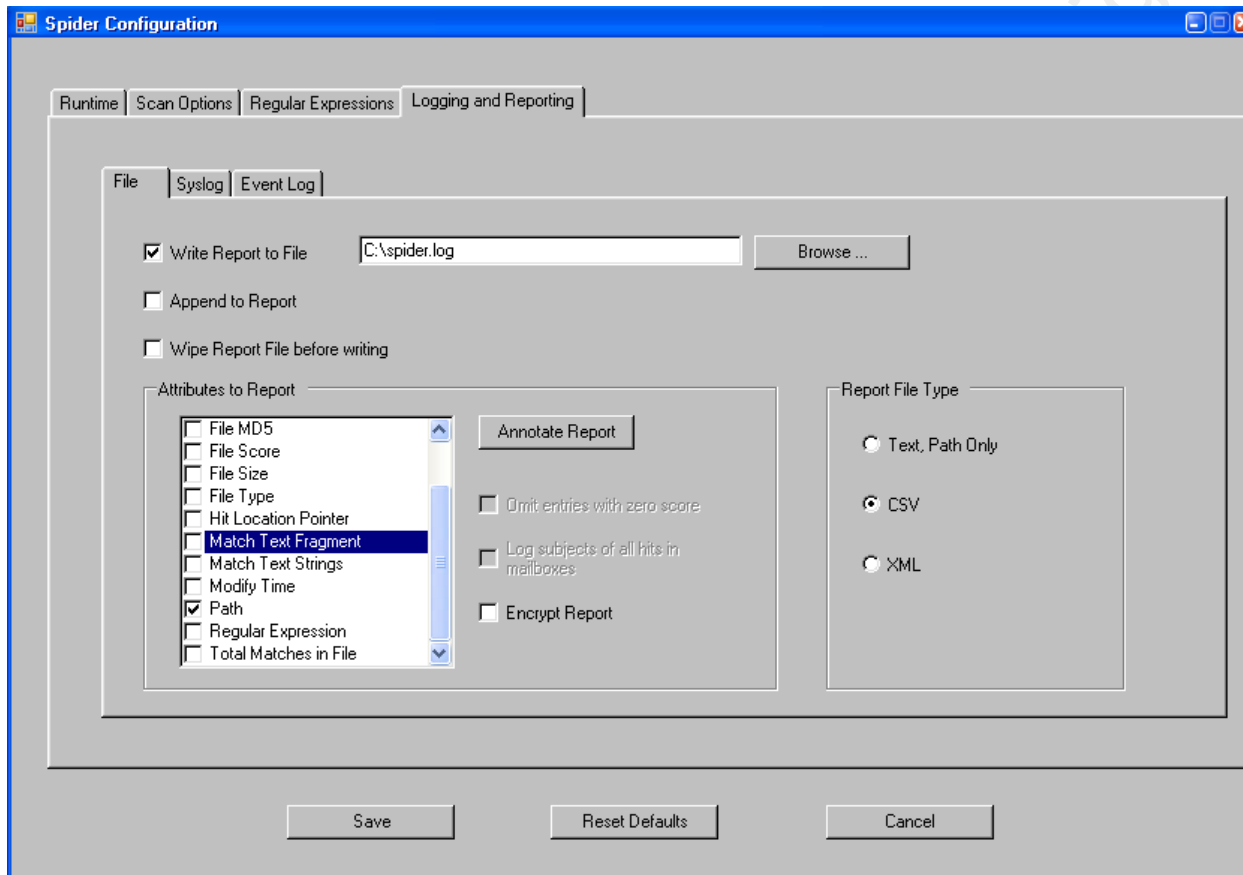 Spider Configuration
Runtime Scan Options Regular Expressions Logging and Reporting
File Syslog Event Log
Write Report to File C:\spider.log Browse ...
Append to Report
Wipe Report File before writing
Attributes to Report
File MD5
File Score
File Size
File Type
Hit Location Pointer
Match Text Fragment
Match Text Strings
Modify Time
Path
Regular Expression
Total Matches in File
Annotate Report
Omit entries with zero score
Log subjects of all hits in
mailboxes
Encrypt Report
Report File Type
Text, Path Only
CSV
XML
Save Reset Defaults Cancel